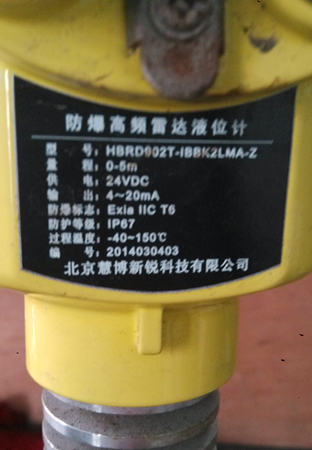 防爆高频雷达液位计
型 号: HBRD902T-IBBK2LMA-Z
量 程: 0-5m
供 电: 24VDC
输 出: 4~20mA
防爆标志: Exia IIC T6
防护等级: IP67
过程温度: -40~150℃
编 号: 2014030403
北京慧博新锐科技有限公司